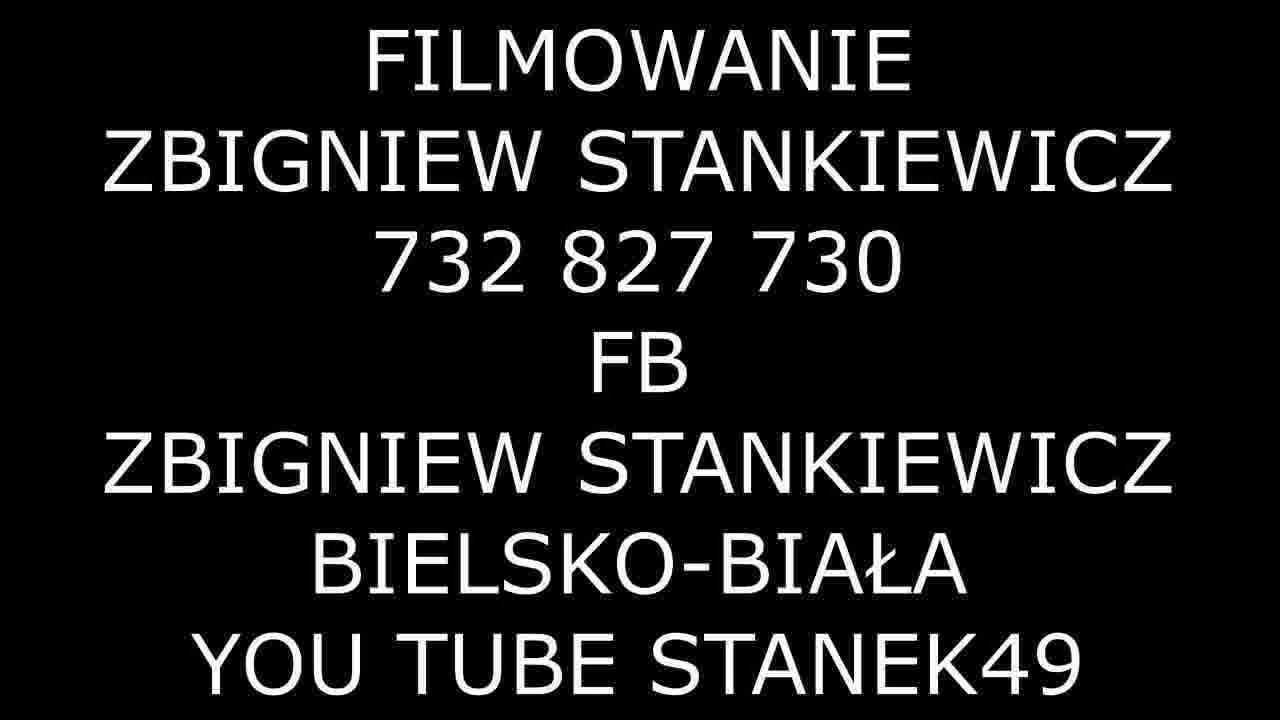 FILMOWANIE
ZBIGNIEW STANKIEWICZ
732 827 730
FB
ZBIGNIEW STANKIEWICZ
BIELSKO-BIAŁA
YOU TUBE STANEK49